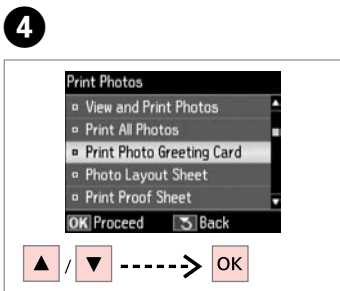 4
Print Photos
View and Print Photos
Print All Photos
Print Photo Greeting Card
Photo Layout Sheet
Print Proof Sheet
OK Proceed Back
/ OK